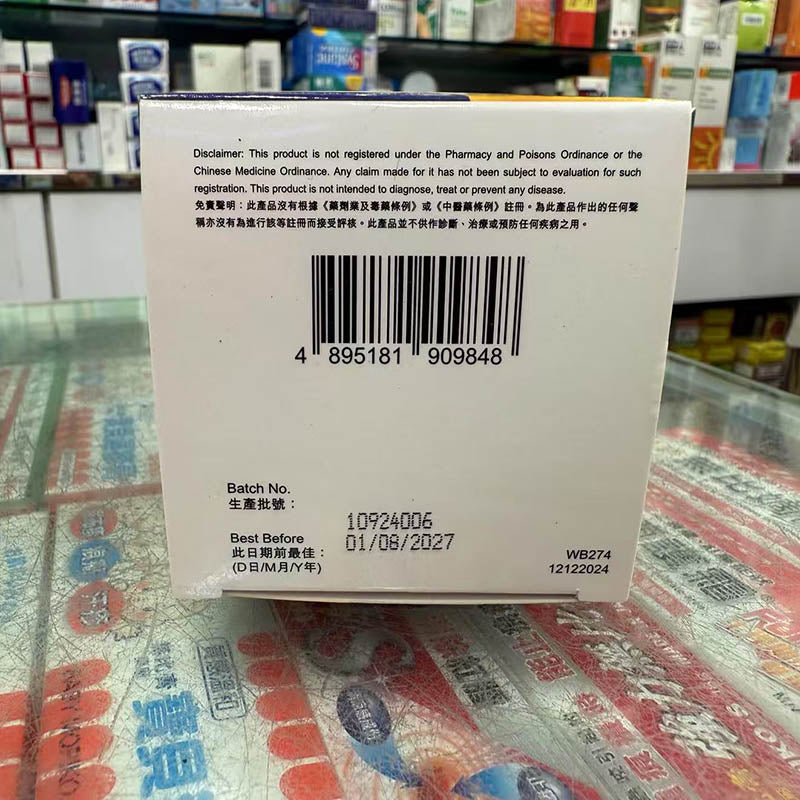 Disclaimer: This product is not registered under the Pharmacy and Poisons Ordinance or the
Chinese Medicine Ordinance. Any claim made for it has not been subject to evaluation for such
registration. This product is not intended to diagnose, treat or prevent any disease.
免責聲明：此產品沒有根據《藥劑業及毒藥條例》或《中醫藥條例》註冊。為此產品作出的任何聲
稱亦沒有為進行該等註冊而接受評核。此產品並不供作診斷、治療或預防任何疾病之用。
4 895181 909848
Batch No.
生產批號：
10924006
Best Before
此日期前最佳：
(D日/M月/Y年)
01/08/2027
WB274
12122024
Systane
寶貝